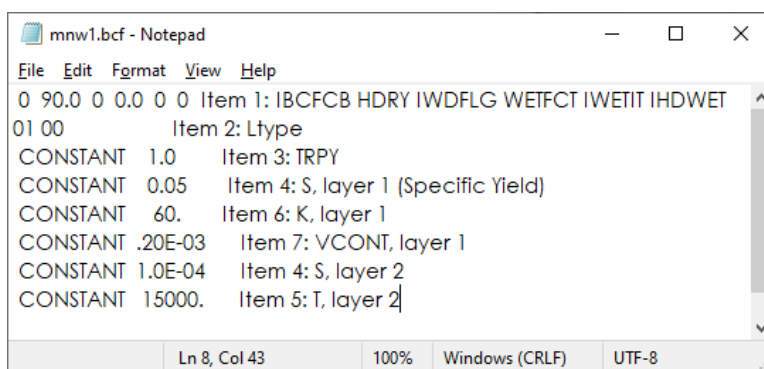 mnw1.bcf - Notepad
File Edit Format View Help
0 90.0 0 0.0 0 0 Item 1: IBCFCB HDRY IWDFLG WETFCT IWETIT IHDWET
01 00 Item 2: Ltype
CONSTANT 1.0 Item 3: TRPY
CONSTANT 0.05 Item 4: S, layer 1 (Specific Yield)
CONSTANT 60. Item 6: K, layer 1
CONSTANT .20E-03 Item 7: VCONT, layer 1
CONSTANT 1.0E-04 Item 4: S, layer 2
CONSTANT 15000. Item 5: T, layer 2
Ln 8, Col 43 100% Windows (CRLF) UTF-8